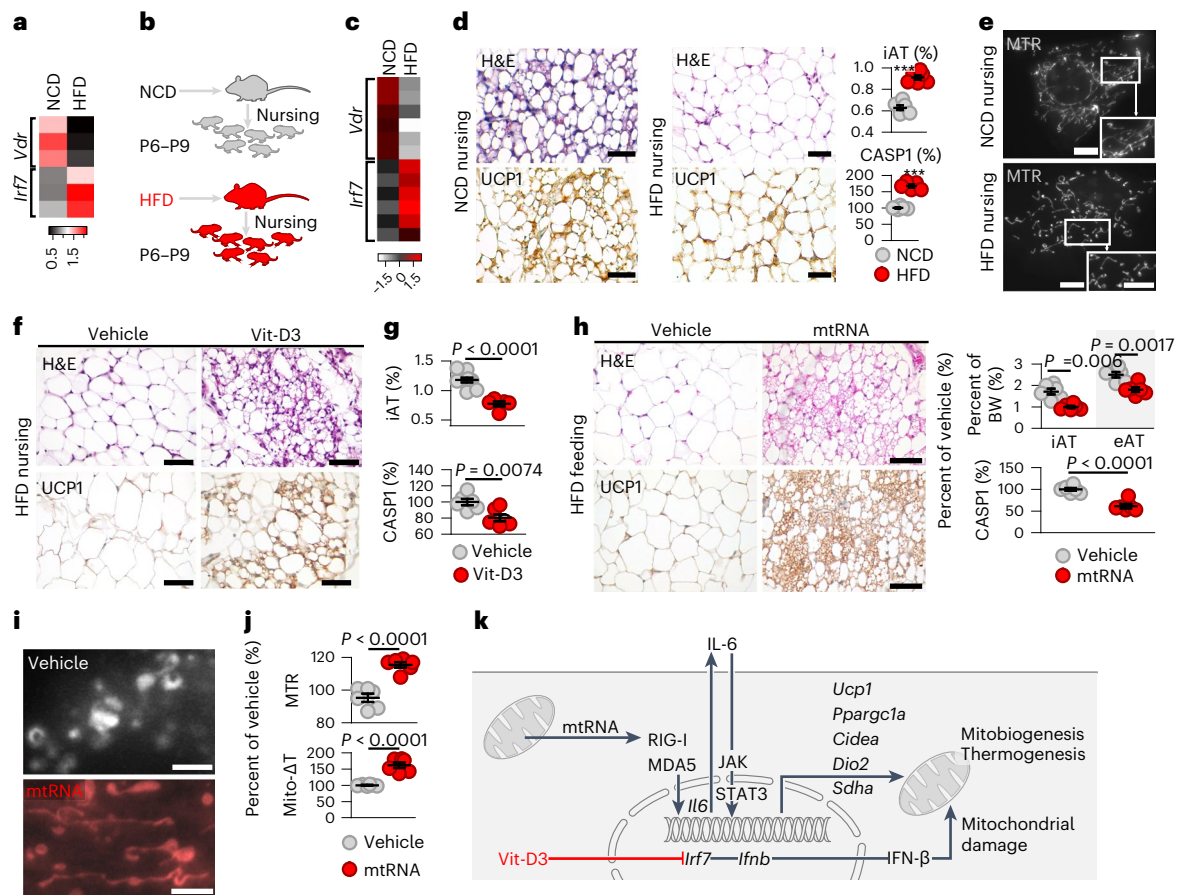 a
NCD
HFD
Vdr
Irf7
0.5
1.5
b
NCD
Nursing
P6–P9
HFD
Nursing
P6–P9
c
NCD
HFD
Vdr
Irf7
–1.5
0
1.5
d
NCD nursing
H&E
UCP1
HFD nursing
H&E
UCP1
iAT (%)
***
1.0
0.8
0.6
0.4
CASP1 (%)
***
200
150
100
50
0
NCD
HFD
e
NCD nursing
MTR
HFD nursing
MTR
f
Vehicle
Vit-D3
HFD nursing
H&E
UCP1
g
P < 0.0001
iAT (%)
1.5
1.0
0.5
P = 0.0074
CASP1 (%)
140
120
100
80
60
Vehicle
Vit-D3
h
Vehicle
mtRNA
HFD feeding
H&E
UCP1
Percent of vehicle (%)
Percent of
BW (%)
P = 0.0017
P =0.006
3
2
1
0
iAT
eAT
P < 0.0001
CASP1 (%)
150
100
50
0
Vehicle
mtRNA
i
Vehicle
mtRNA
j
Percent of vehicle (%)
P < 0.0001
MTR
120
100
80
P < 0.0001
Mito-ΔT
200
150
100
50
0
Vehicle
mtRNA
k
IL-6
mtRNA
RIG-I
MDA5
JAK
STAT3
Il6
Ucp1
Ppargc1a
Cidea
Dio2
Sdha
Mitobiogenesis
Thermogenesis
Mitochondrial
damage
Vit-D3
Irf7
Ifnb
IFN-β